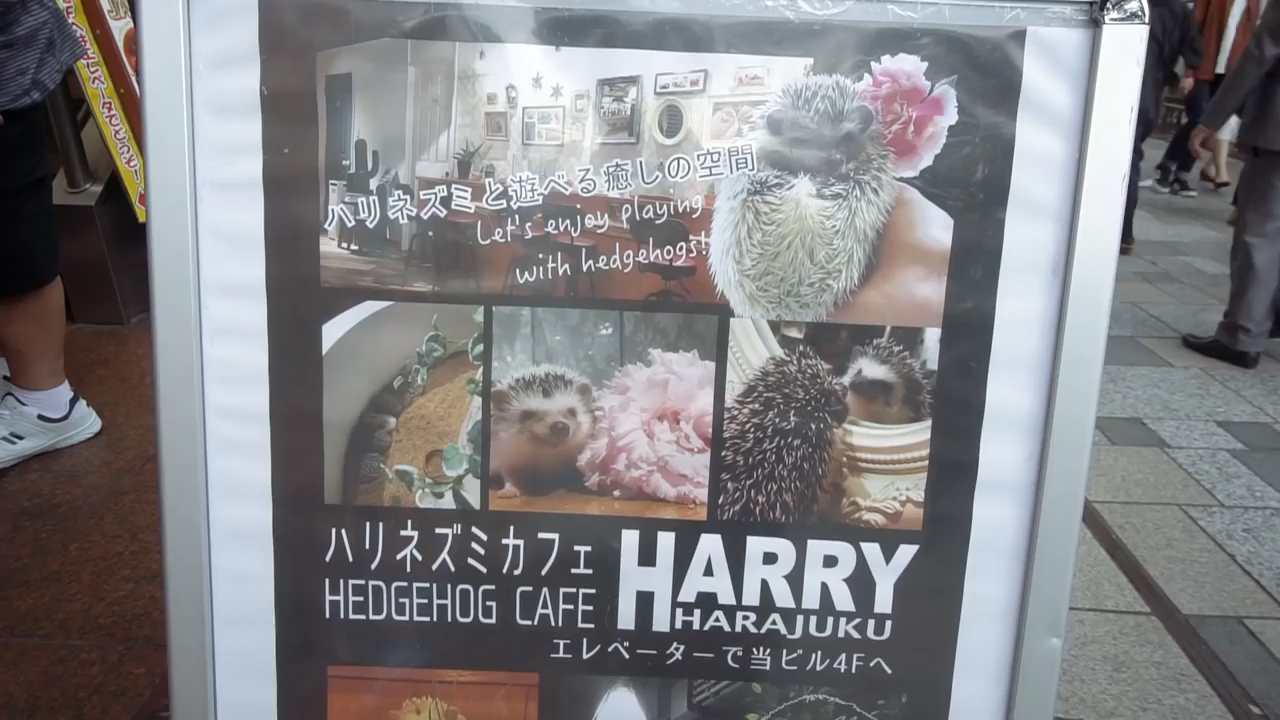 ハリネズミと遊べる癒しの空間
Let's enjoy playing
with hedgehogs!
ハリネズミカフェ
HEDGEHOG CAFE
HARRY
HARAJUKU
エレベーターで当ビル4Fへ